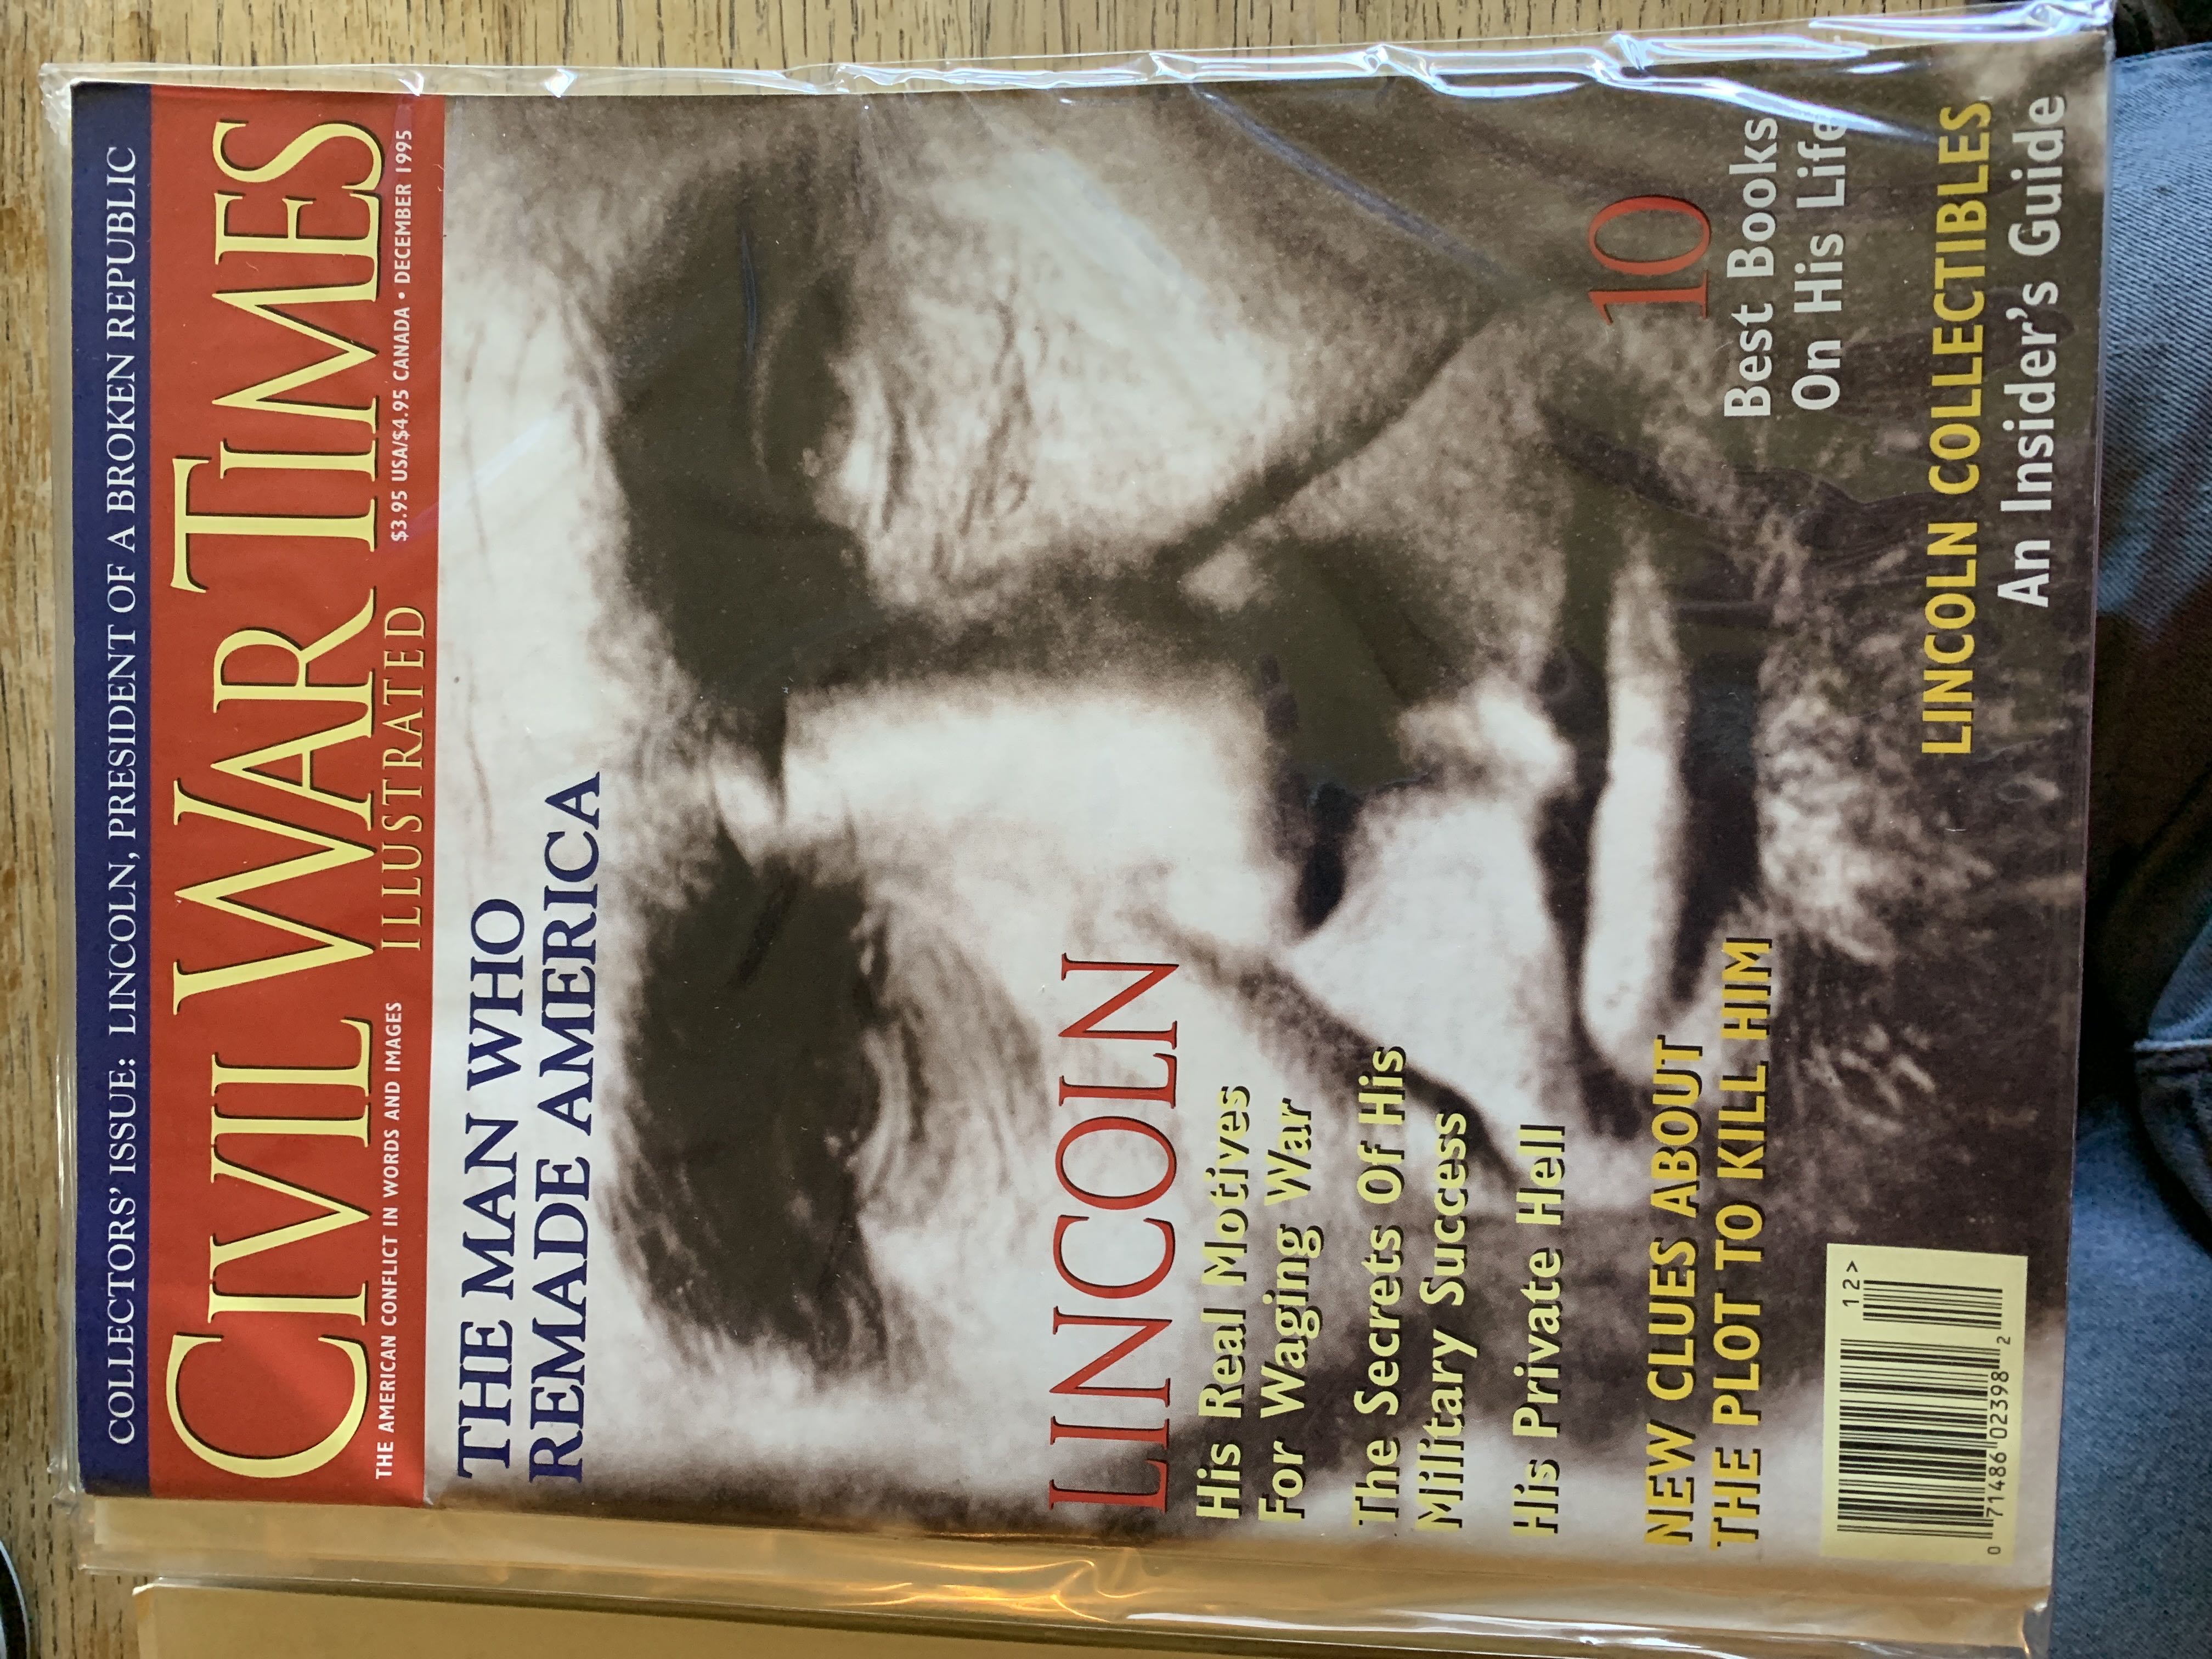 COLLECTORS' ISSUE: LINCOLN, PRESIDENT OF A BROKEN REPUBLIC
CIVIL WAR TIMES
ILLUSTRATED
THE AMERICAN CONFLICT IN WORDS AND IMAGES
$3.95 USA/$4.95 CANADA • DECEMBER 1995
THE MAN WHO
REMADE AMERICA
LINCOLN
His Real Motives
For Waging War
The Secrets Of His
Military Success
His Private Hell
NEW CLUES ABOUT
THE PLOT TO KILL HIM
10
Best Books
On His Life
LINCOLN COLLECTIBLES
An Insider's Guide
12>
0 71486 02398 2